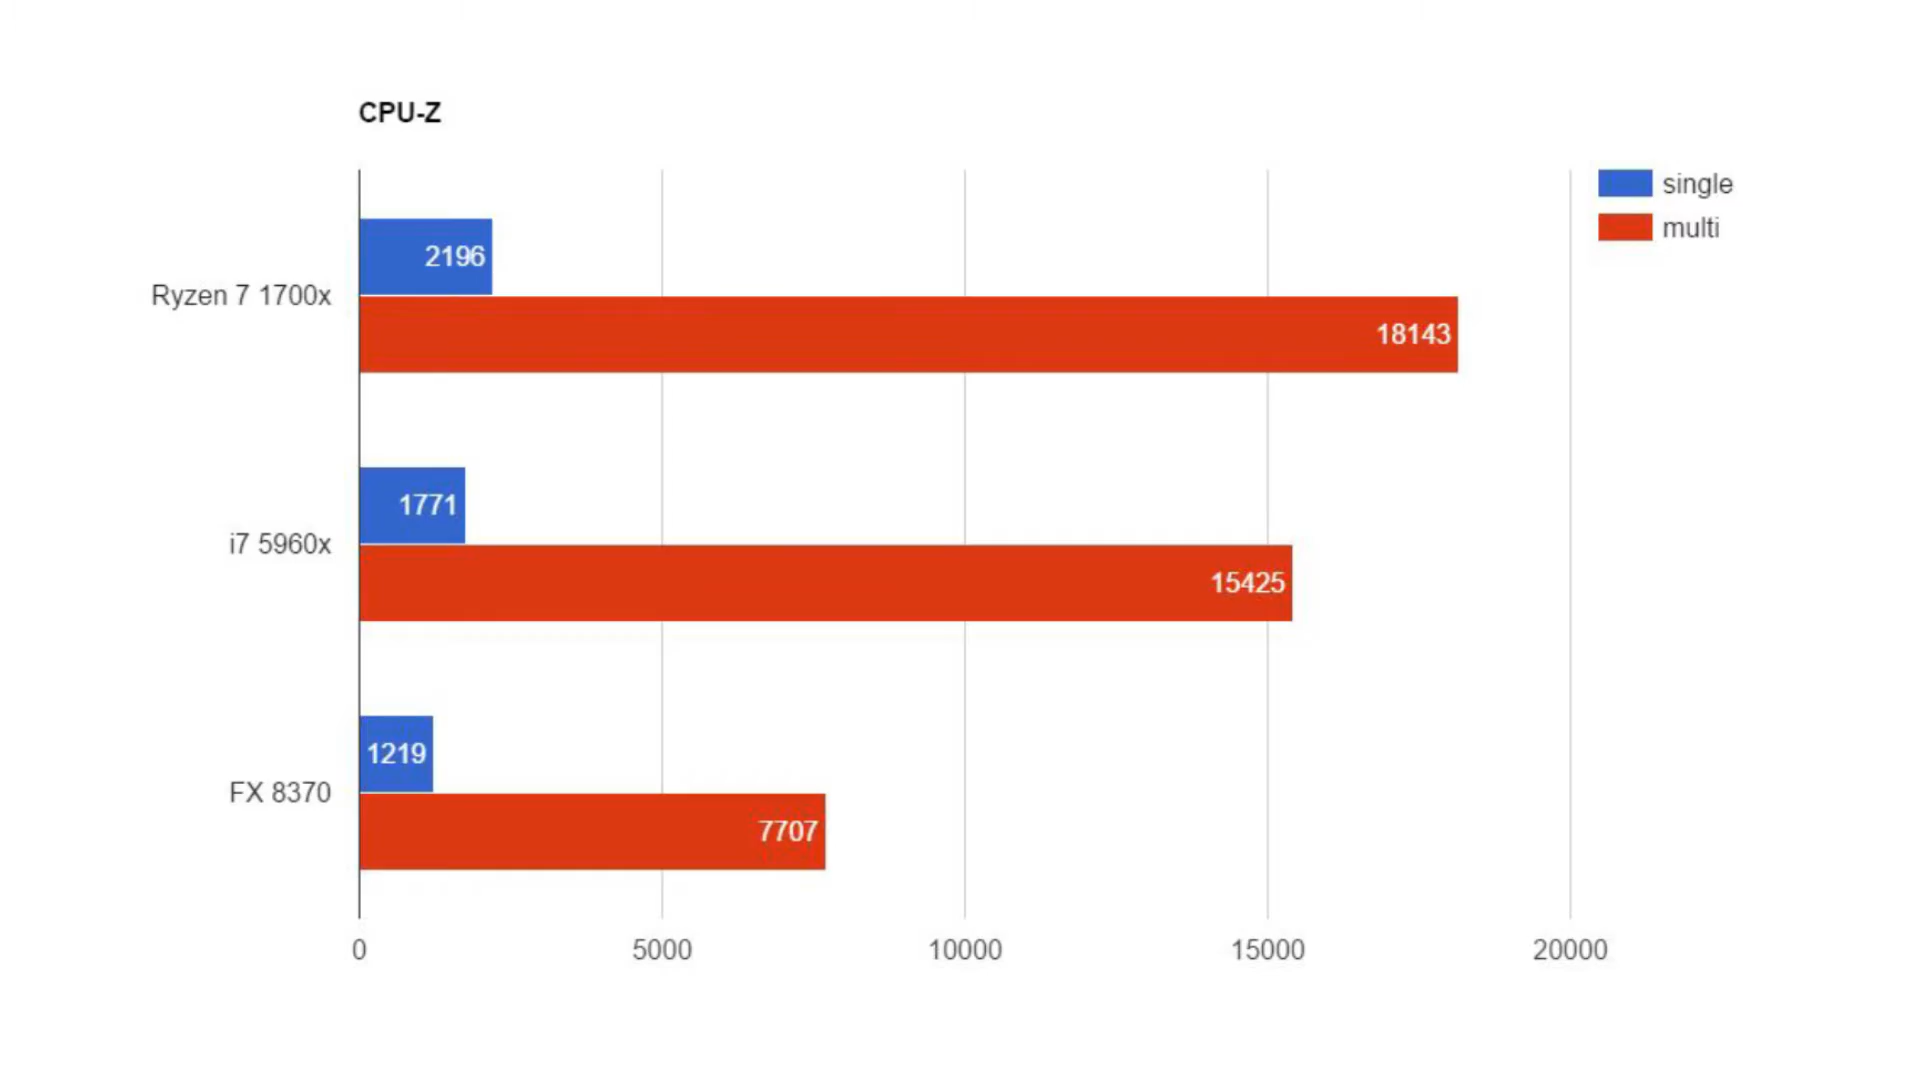 CPU-Z
single
multi
2196
Ryzen 7 1700x
18143
1771
i7 5960x
15425
1219
FX 8370
7707
0 5000 10000 15000 20000